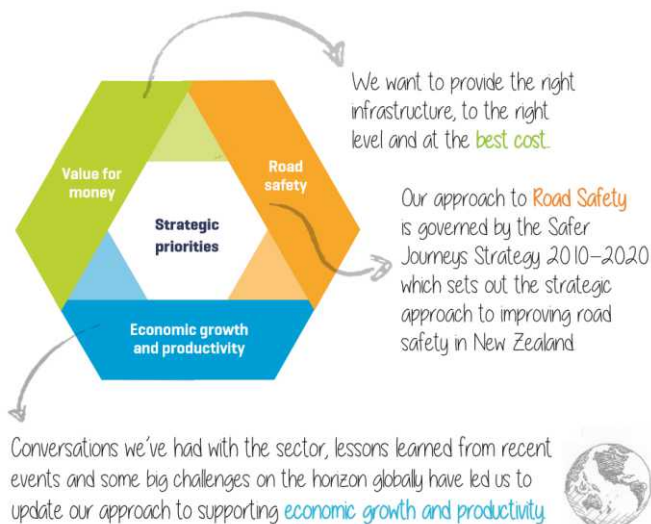 We want to provide the right
infrastructure, to the right
level and at the best cost.
Value for
money
Road
safety
Strategic
priorities
Economic growth
and productivity
Our approach to Road Safety
is governed by the Safer
Journeys Strategy 2010–2020
which sets out the strategic
approach to improving road
safety in New Zealand
Conversations we've had with the sector, lessons learned from recent
events and some big challenges on the horizon globally have led us to
update our approach to supporting economic growth and productivity.